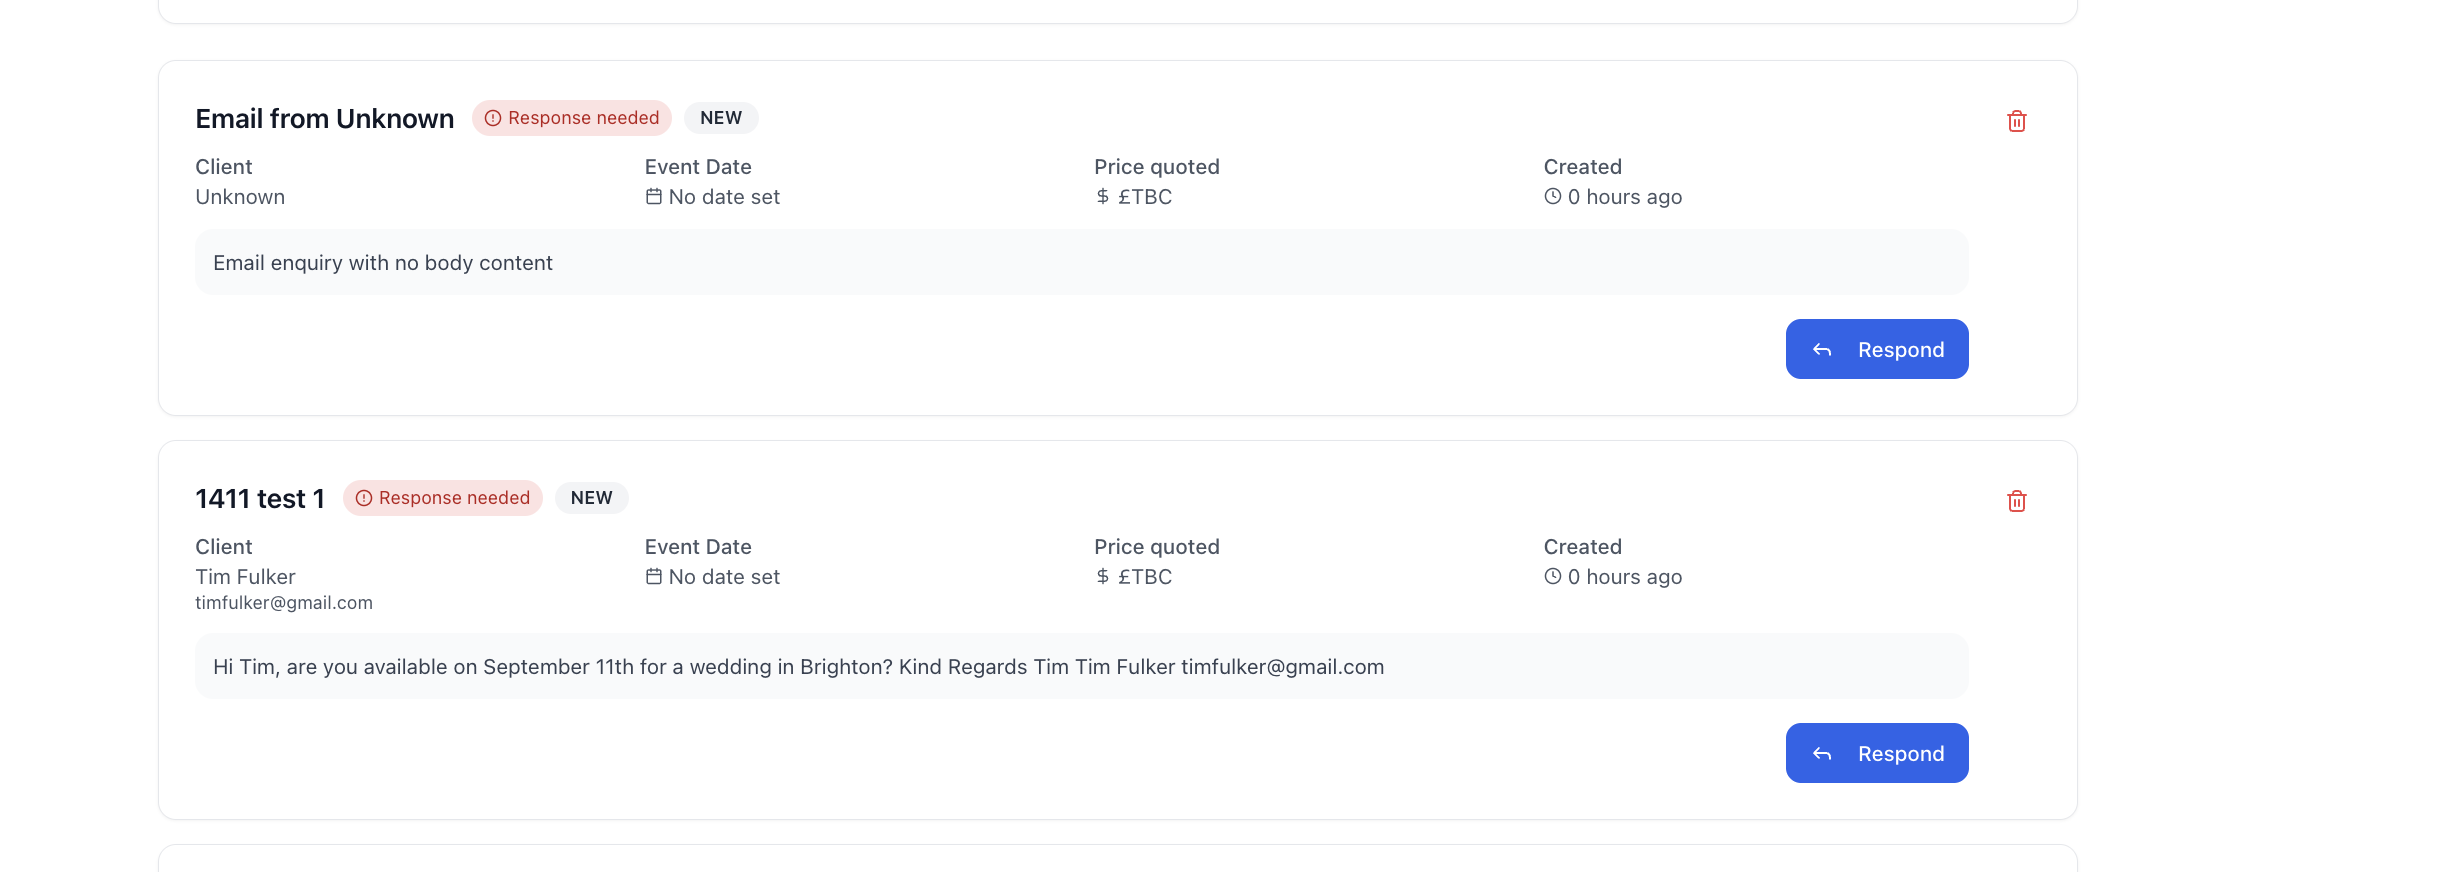 Email from Unknown Response needed NEW
Client Event Date Price quoted Created
Unknown No date set $ £TBC 0 hours ago
Email enquiry with no body content
Respond
1411 test 1 Response needed NEW
Client Event Date Price quoted Created
Tim Fulker No date set $ £TBC 0 hours ago
timfulker@gmail.com
Hi Tim, are you available on September 11th for a wedding in Brighton? Kind Regards Tim Tim Fulker timfulker@gmail.com
Respond